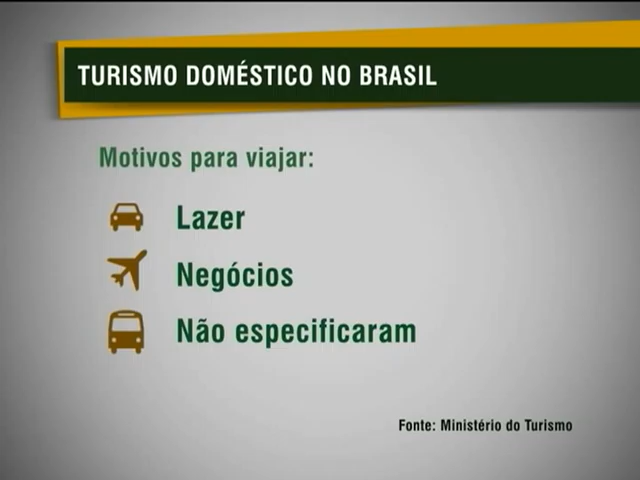 TURISMO DOMÉSTICO NO BRASIL
Motivos para viajar:
Lazer
Negócios
Não especificaram
Fonte: Ministério do Turismo